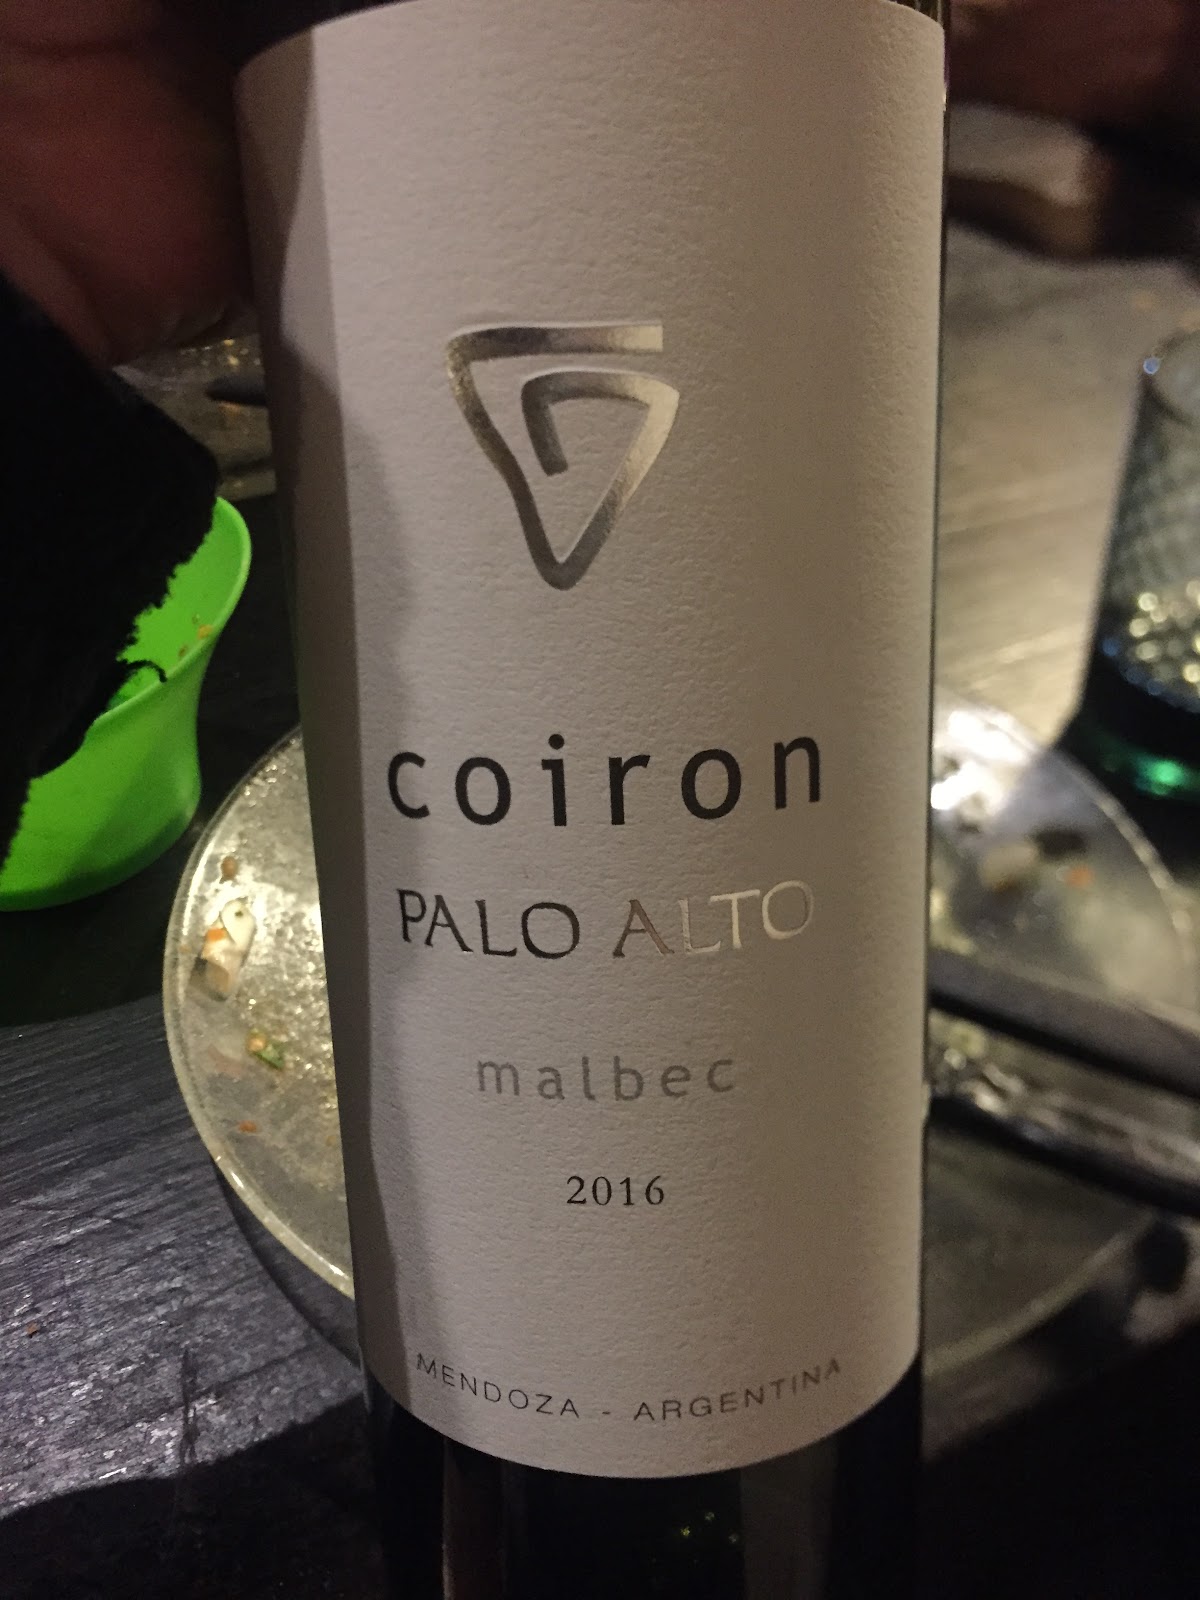 coiron
PALO ALTO
malbec
2016
MENDOZA - ARGENTINA